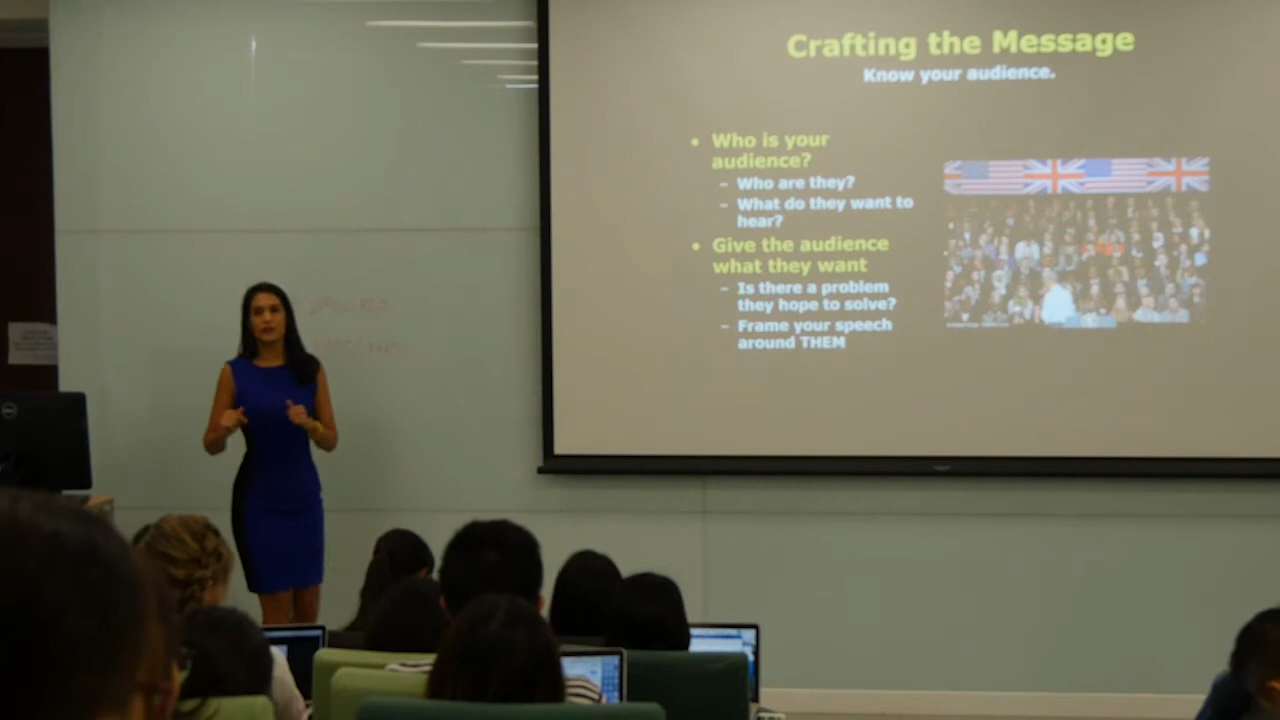 Crafting the Message
Know your audience.
• Who is your
audience?
– Who are they?
– What do they want to
hear?
• Give the audience
what they want
– Is there a problem
they hope to solve?
– Frame your speech
around THEM
DELL